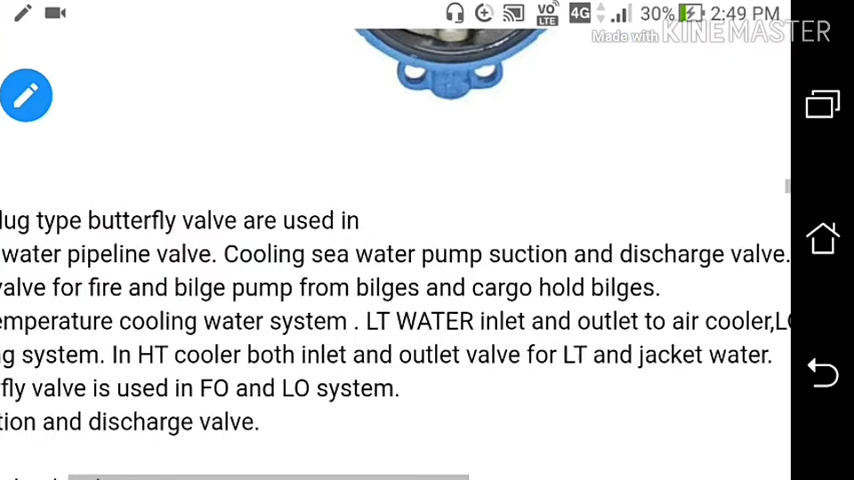 VO LTE 4G 30% 2:49 PM
Made with KINEMASTER
lug type butterfly valve are used in
water pipeline valve. Cooling sea water pump suction and discharge valve.
valve for fire and bilge pump from bilges and cargo hold bilges.
emperature cooling water system . LT WATER inlet and outlet to air cooler,L
g system. In HT cooler both inlet and outlet valve for LT and jacket water.
fly valve is used in FO and LO system.
tion and discharge valve.